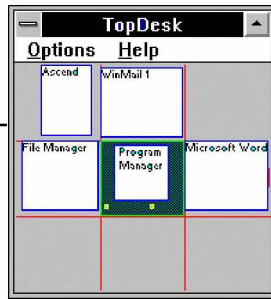 TopDesk
Options Help
Ascend
WinMail 1
File Manager
Program
Manager
Microsoft Word